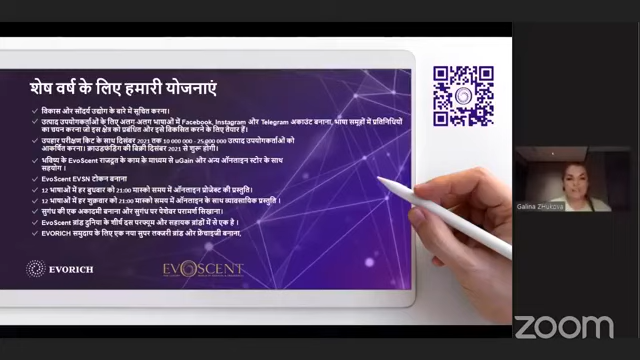 शेष वर्ष के लिए हमारी योजनाएं
विकास और सौंदर्य उद्योग के बारे में सूचित करना।
उत्पाद उपयोगकर्ताओं के लिए अलग अलग भाषाओं में Facebook, Instagram और Telegram अकाउंट बनाना, भाषा समूहों में प्रतिनिधियों
का चयन करना जो इस क्षेत्र को प्रबंधित और इसे विकसित करने के लिए तैयार हैं।
उपहार परीक्षण किट के साथ दिसंबर 2021 तक 10 000 000 - 25 000 000 उत्पाद उपयोगकर्ताओं को
आकर्षित करना। क्राउडफंडिंग की बिक्री दिसंबर 2021 से शुरू होगी।
भविष्य के EvoScent राजदूत के काम के माध्यम से uGain और अन्य ऑनलाइन स्टोर के साथ
सहयोग ।
EvoScent EVSN टोकन बनाना
12 भाषाओं में हर बुधवार को 21:00 मास्को समय में ऑनलाइन प्रोजेक्ट की प्रस्तुति।
12 भाषाओं में हर शुक्रवार को 21:00 मास्को समय में ऑनलाइन के साथ व्यावसायिक प्रस्तुति ।
सुगंध की एक अकादमी बनाना और सुगंध पर पेशेवर परामर्श सिखाना।
EvoScent ब्रांड दुनिया के शीर्ष दस परफ्यूम और सहायक ब्रांडों में से एक है ।
EVORICH समुदाय के लिए एक नया सुपर लक्जरी ब्रांड और फ्रेंचाइजी बनाना,
EVORICH
EVOSCENT
Galina ZHukova
zoom